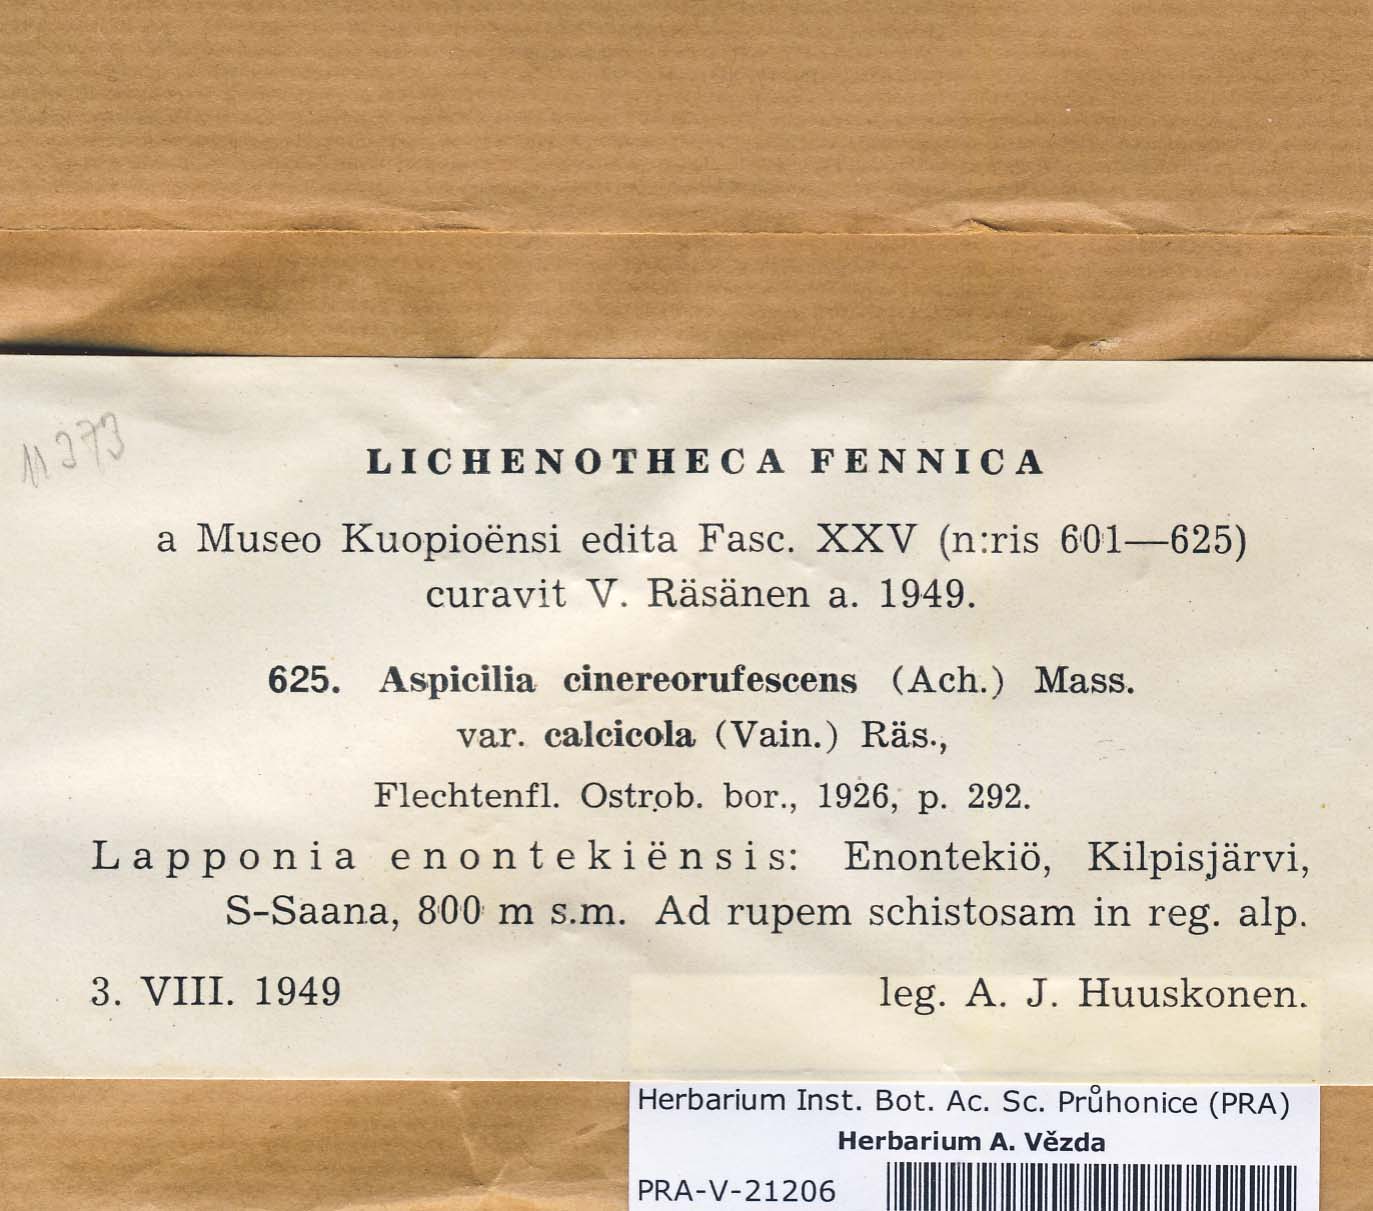 11373
LICHENOTHECA FENNICA
a Museo Kuopioënsi edita Fasc. XXV (n:ris 601—625)
curavit V. Räsänen a. 1949.
625. Aspicilia cinereorufescens (Ach.) Mass.
var. calcicola (Vain.) Räs.,
Flechtenfl. Ostrob. bor., 1926, p. 292.
Lapponia enontekiënsis: Enontekiö, Kilpisjärvi,
S-Saana, 800 m s.m. Ad rupem schistosam in reg. alp.
3. VIII. 1949 leg. A. J. Huuskonen.
Herbarium Inst. Bot. Ac. Sc. Průhonice (PRA)
Herbarium A. Vězda
PRA-V-21206